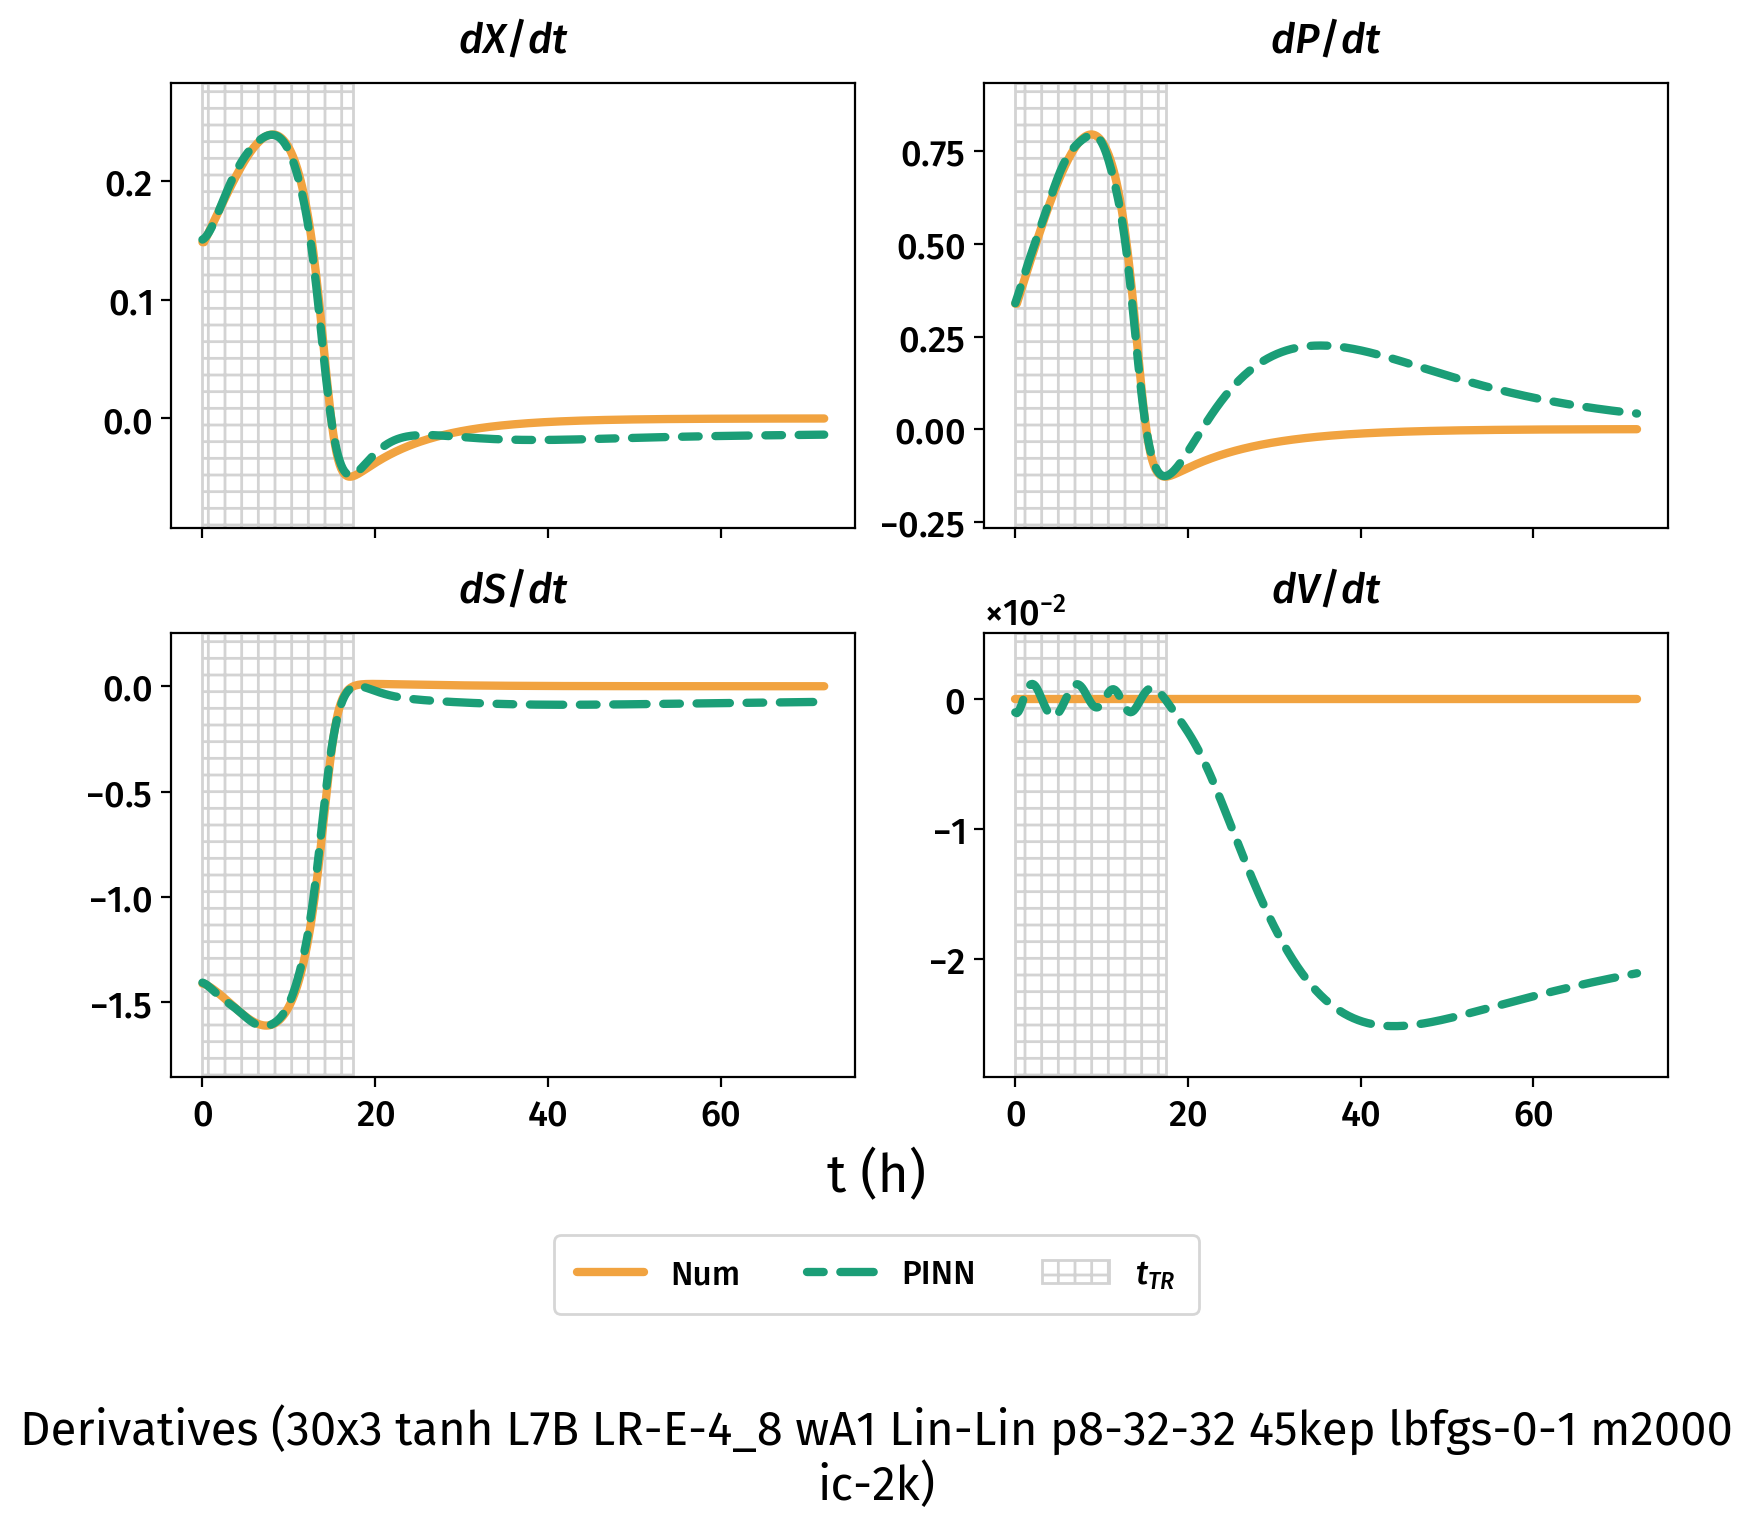 dX/dt
dP/dt
0.2
0.1
0.0
0.75
0.50
0.25
0.00
−0.25
dS/dt
dV/dt
×10⁻²
0.0
−0.5
−1.0
−1.5
0
−1
−2
0 20 40 60
0 20 40 60
t (h)
Num PINN t_TR
Derivatives (30x3 tanh L7B LR-E-4_8 wA1 Lin-Lin p8-32-32 45kep lbfgs-0-1 m2000
ic-2k)